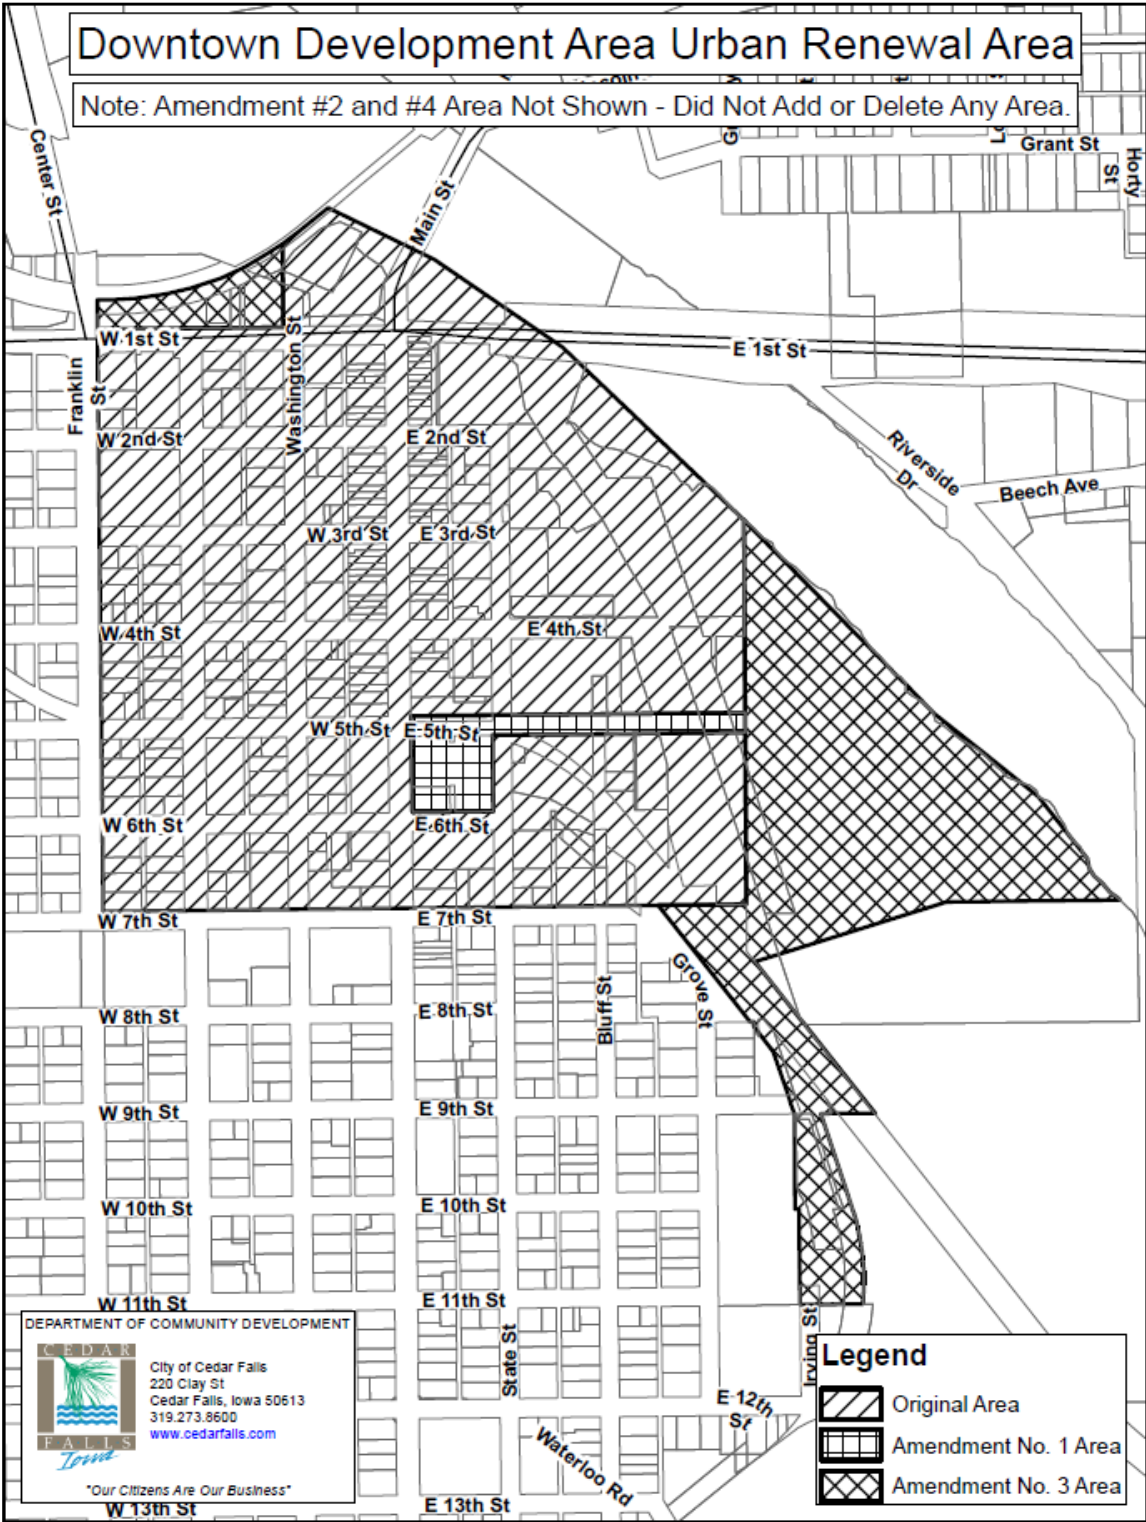 Downtown Development Area Urban Renewal Area
Note: Amendment #2 and #4 Area Not Shown - Did Not Add or Delete Any Area.
Grant St
Horty St
Center St
Main St
W 1st St
E 1st St
Franklin St
Washington St
W 2nd St
E 2nd St
Riverside Dr
Beech Ave
W 3rd St
E 3rd St
W 4th St
E 4th St
W 5th St
E 5th St
W 6th St
E 6th St
W 7th St
E 7th St
Grove St
Bluff St
W 8th St
E 8th St
W 9th St
E 9th St
W 10th St
E 10th St
W 11th St
E 11th St
State St
Irving St
E 12th St
Waterloo Rd
W 13th St
E 13th St
DEPARTMENT OF COMMUNITY DEVELOPMENT
CEDAR
FALLS
Iowa
City of Cedar Falls
220 Clay St
Cedar Falls, Iowa 50613
319.273.8600
www.cedarfalls.com
"Our Citizens Are Our Business"
Legend
Original Area
Amendment No. 1 Area
Amendment No. 3 Area